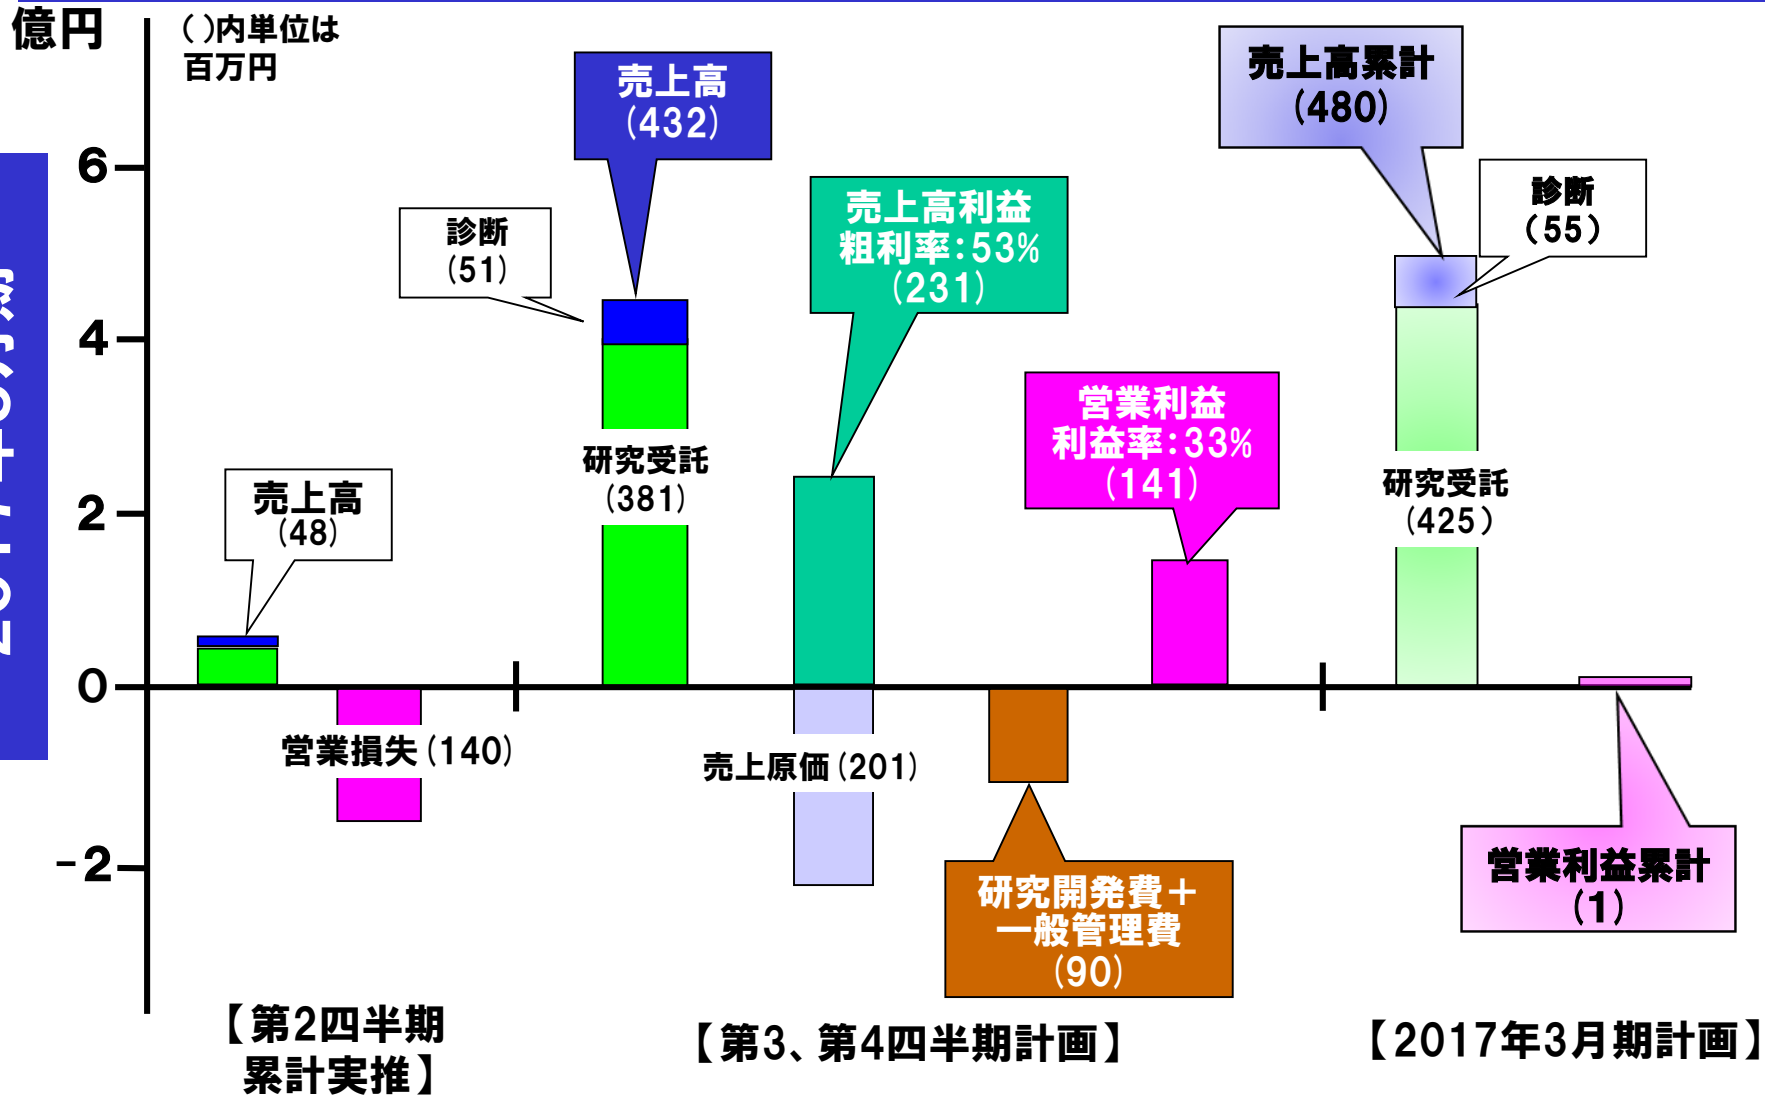 億円
( )内単位は
百万円
6
4
2
0
-2
売上高
(48)
営業損失(140)
診断
(51)
売上高
(432)
研究受託
(381)
売上高利益
粗利率:53%
(231)
売上原価(201)
研究開発費＋
一般管理費
(90)
営業利益
利益率:33%
(141)
売上高累計
(480)
診断
(55)
研究受託
(425)
営業利益累計
(1)
【第2四半期
累計実推】
【第3、第4四半期計画】
【2017年3月期計画】